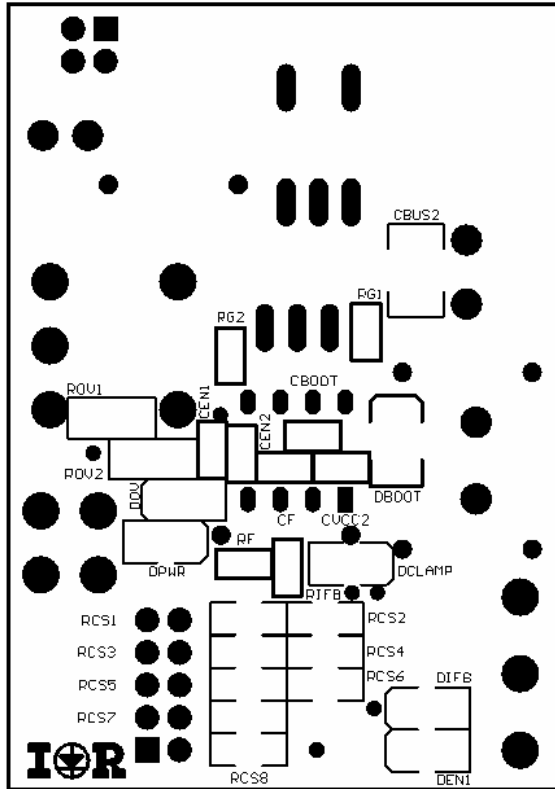 CBUS2
RG1
RG2
CBOOT
ROV1
CEN1
CEN2
ROV2
DOV
DBOOT
CF
CVCC2
RF
DPWR
DCLAMP
RIFB
RCS1
RCS2
RCS3
RCS4
RCS5
RCS6
RCS7
DIFB
IOR
RCS8
DEN1